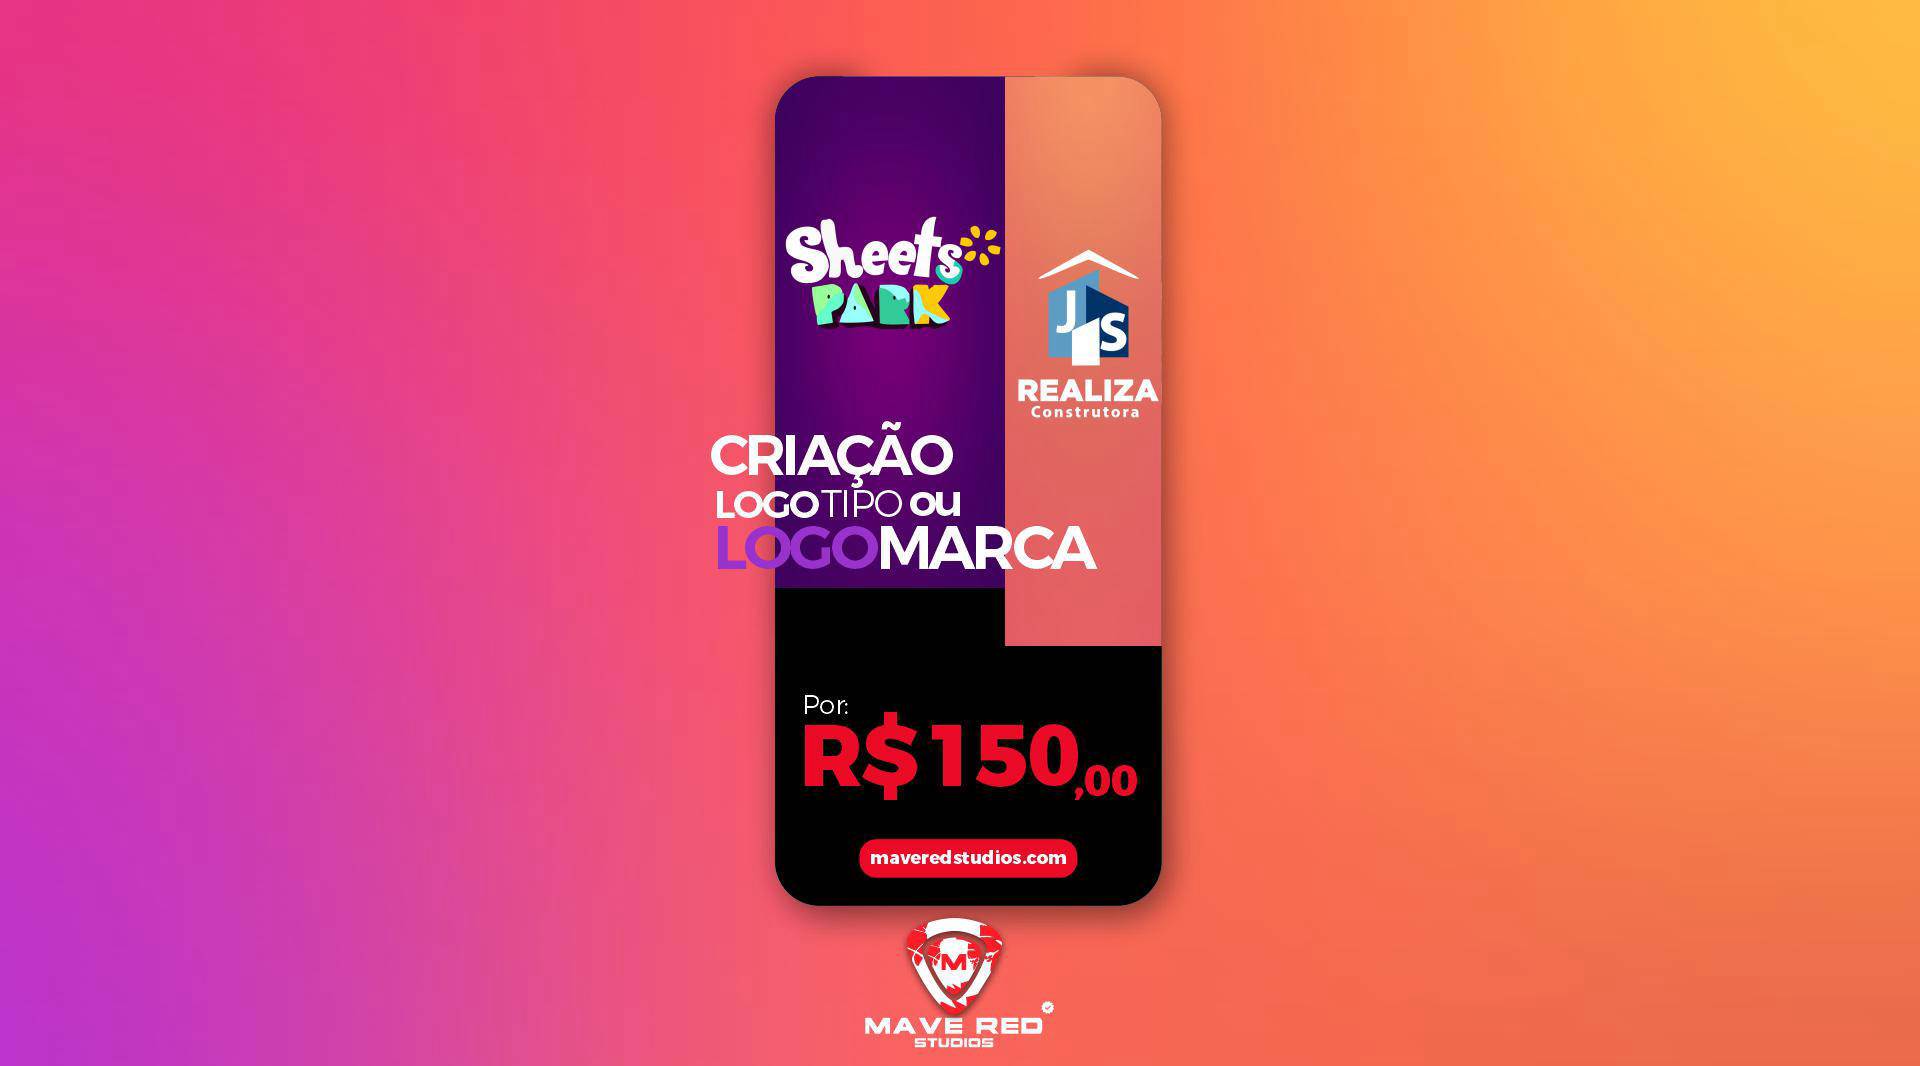 Sheets
PARK
JS
REALIZA
Construtora
CRIAÇÃO
LOGOTIPO ou
LOGOMARCA
Por:
R$150,00
maveredstudios.com
M
MAVE RED
STUDIOS